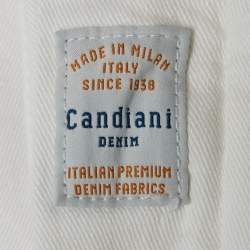 MADE IN MILAN
ITALY
SINCE 1938
Candiani
DENIM
ITALIAN PREMIUM
DENIM FABRICS